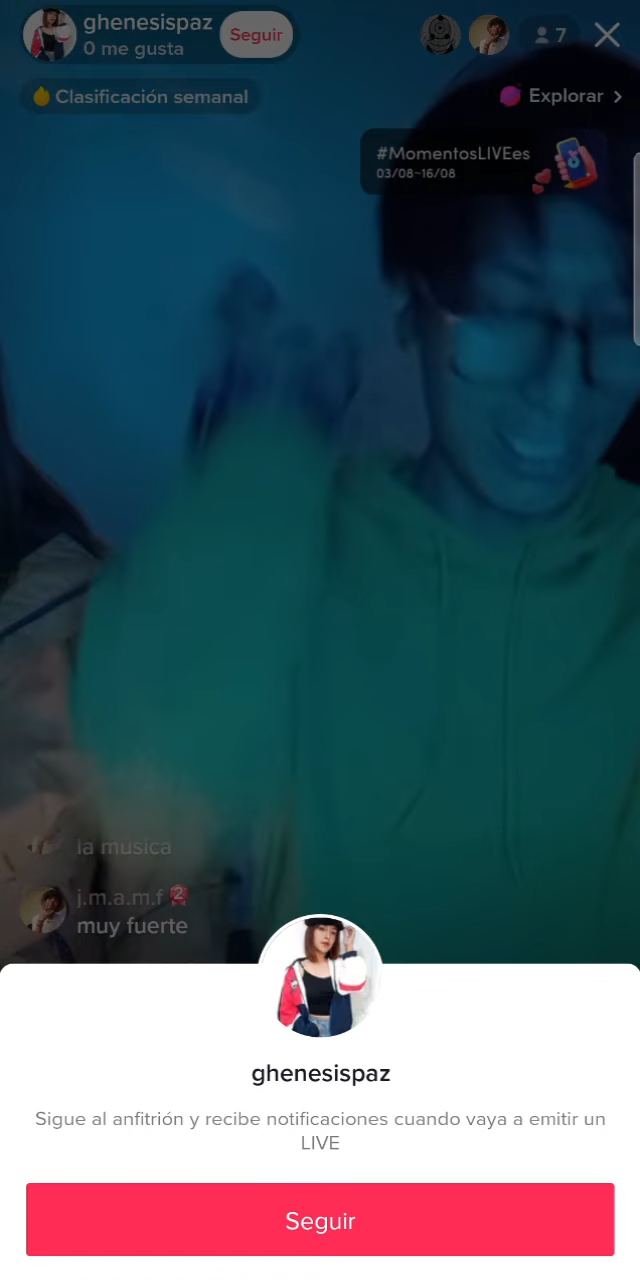 ghenesispaz
0 me gusta
Seguir
7
Clasificación semanal
Explorar
#MomentosLIVEes
03/08~16/08
la musica
j.m.a.m.f 2
muy fuerte
ghenesispaz
Sigue al anfitrión y recibe notificaciones cuando vaya a emitir un
LIVE
Seguir